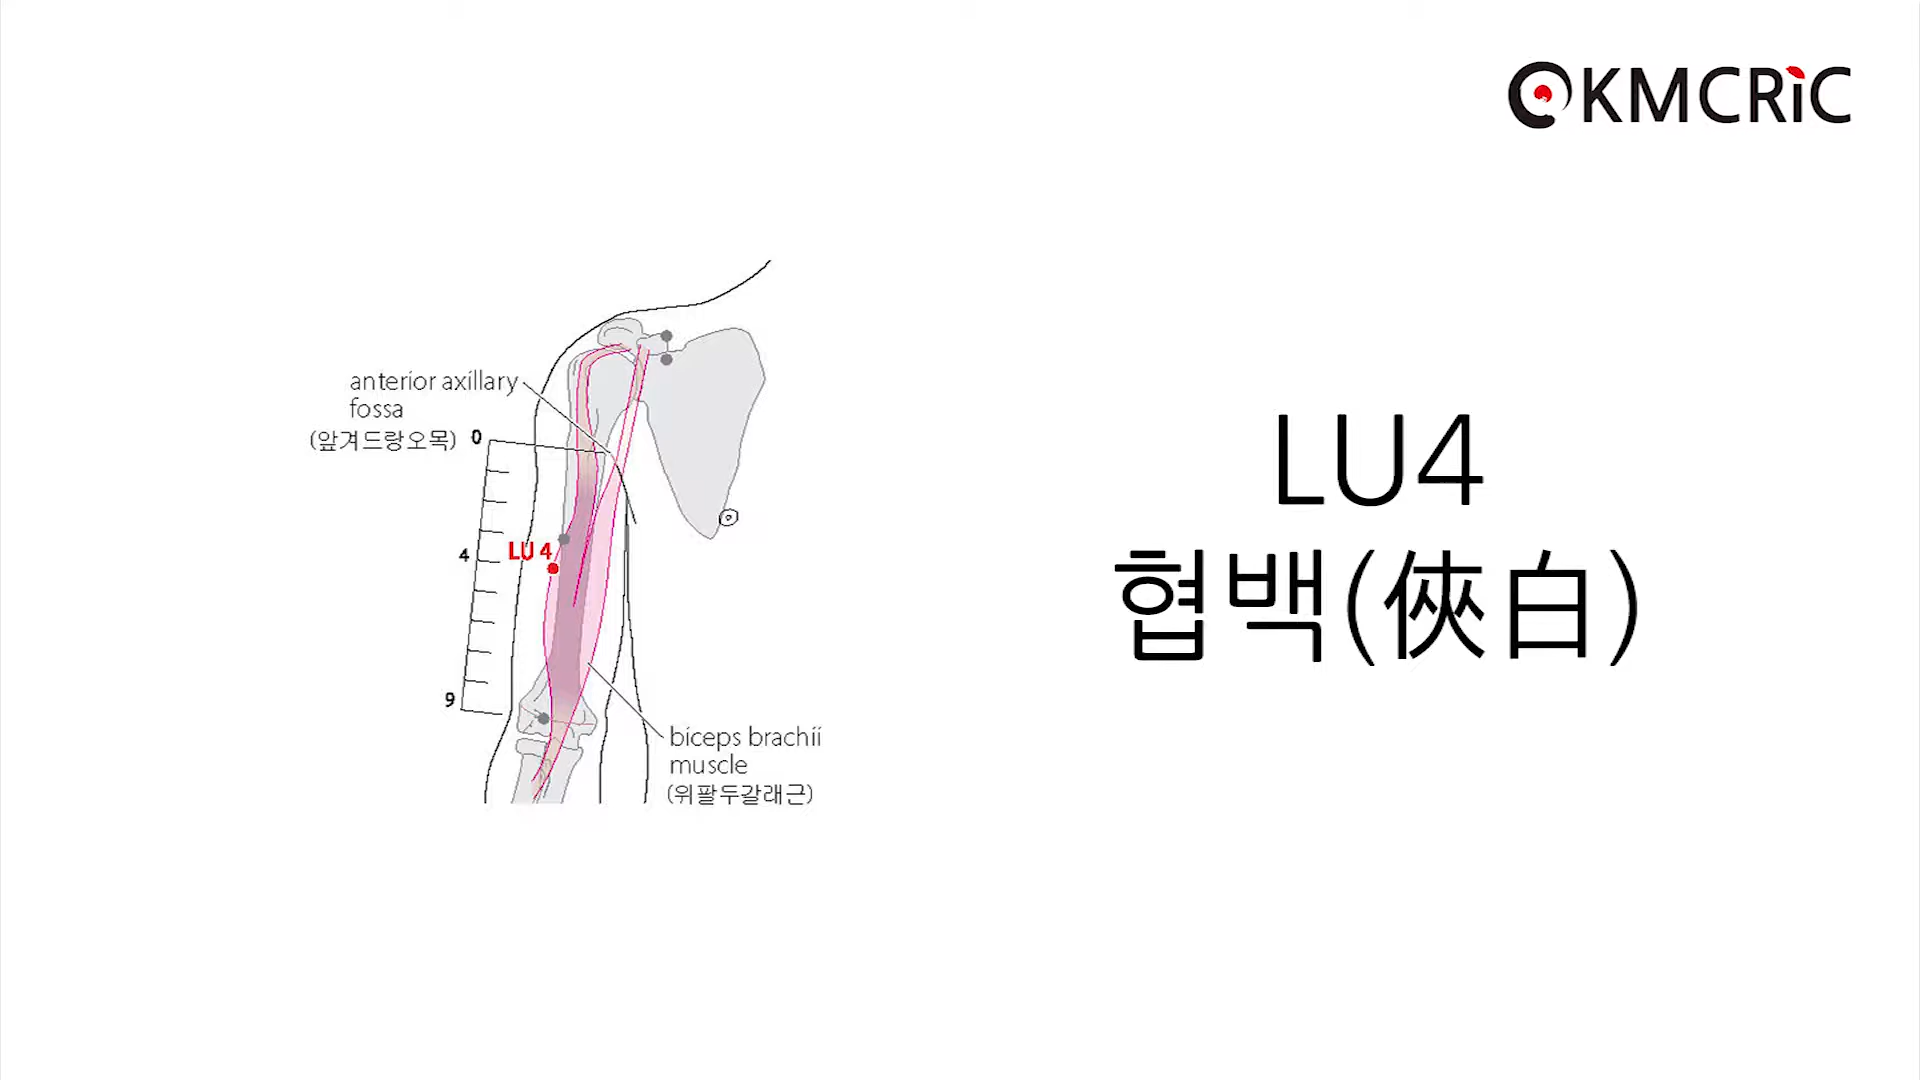 KMCRiC
anterior axillary
fossa
(앞겨드랑오목)
0
4
LU 4
9
biceps brachii
muscle
(위팔두갈래근)
LU4
협백(俠白)